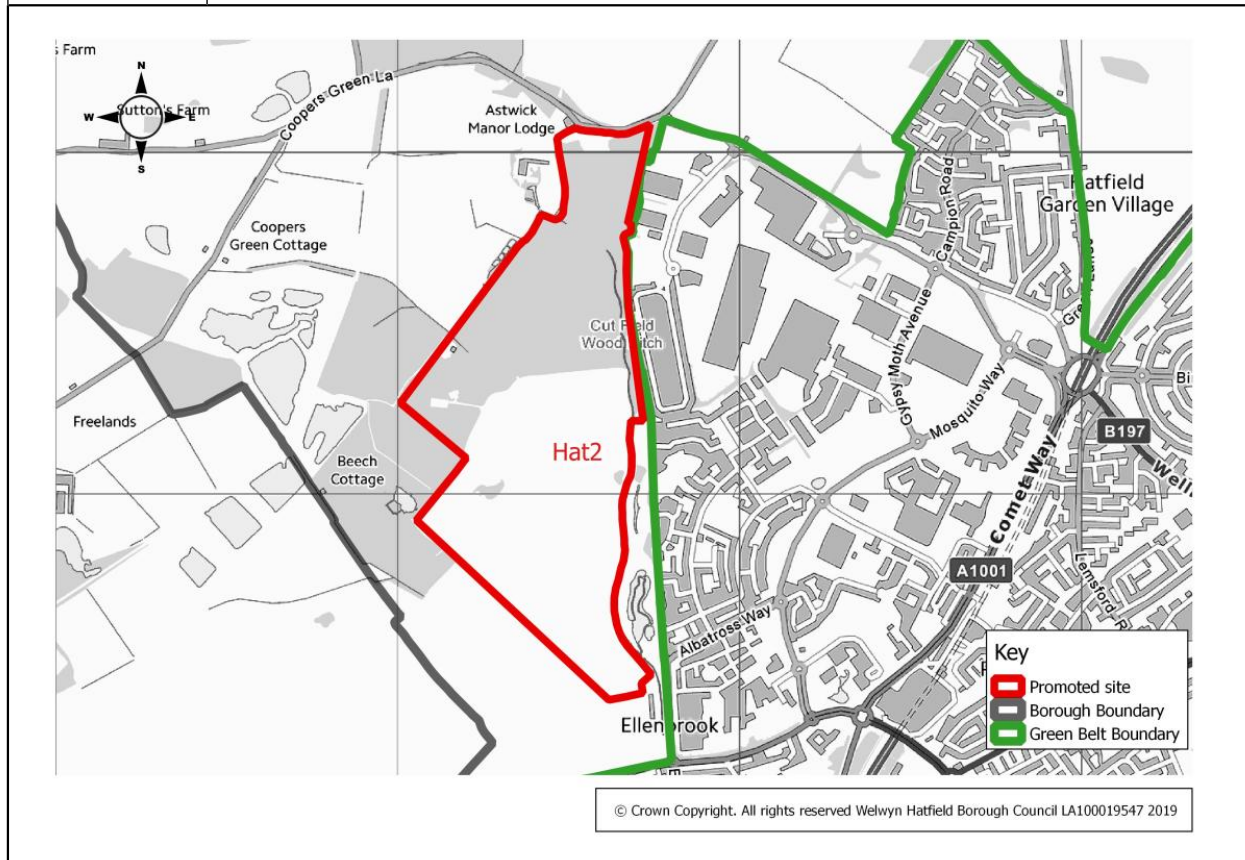 s Farm
N
W
E
S
Sutton's Farm
Coopers Green La
Astwick
Manor Lodge
Coopers
Green Cottage
Campion Road
Hatfield
Garden Village
Cut Field
Wood Ditch
Gypsy Moth Avenue
Mosquito Way
Freelands
Hat2
Beech
Cottage
B197
Comet Way
A1001
Albatross Way
Ellenbrook
Key
Promoted site
Borough Boundary
Green Belt Boundary
© Crown Copyright. All rights reserved Welwyn Hatfield Borough Council LA100019547 2019